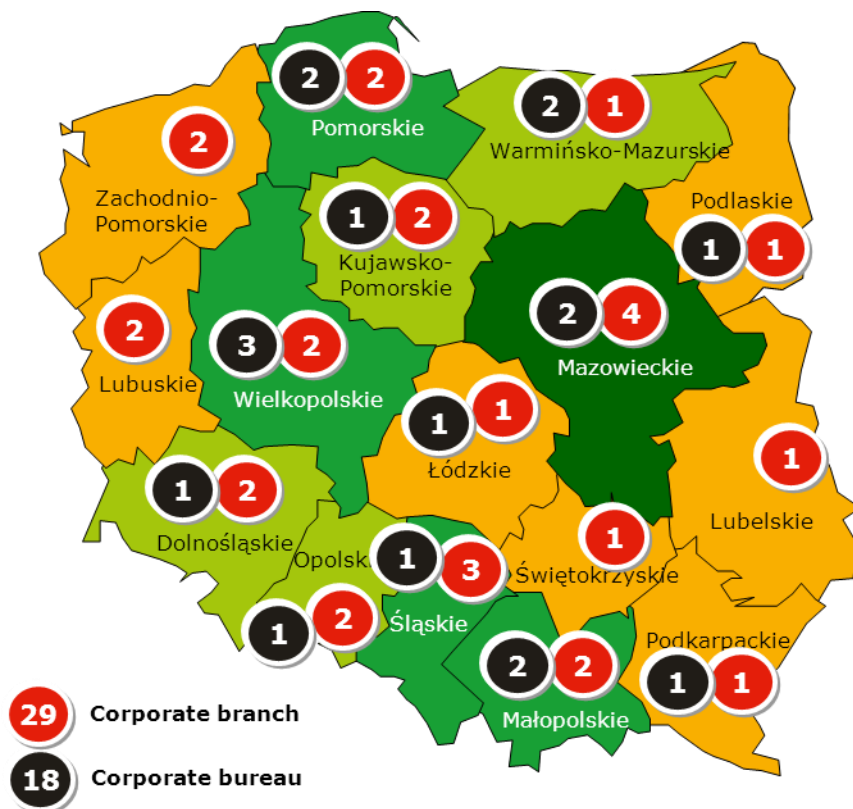 2 2
Pomorskie
2 1
Warmińsko-Mazurskie
2
Zachodnio-
Pomorskie
Podlaskie
1 1
1 2
Kujawsko-
Pomorskie
2 4
Mazowieckie
2
Lubuskie
3 2
Wielkopolskie
1 1
Łódzkie
1
Lubelskie
1 2
Dolnośląskie
Opolski
1 2
1 3
Śląskie
1
Świętokrzyskie
Podkarpackie
1 1
2 2
Małopolskie
29 Corporate branch
18 Corporate bureau